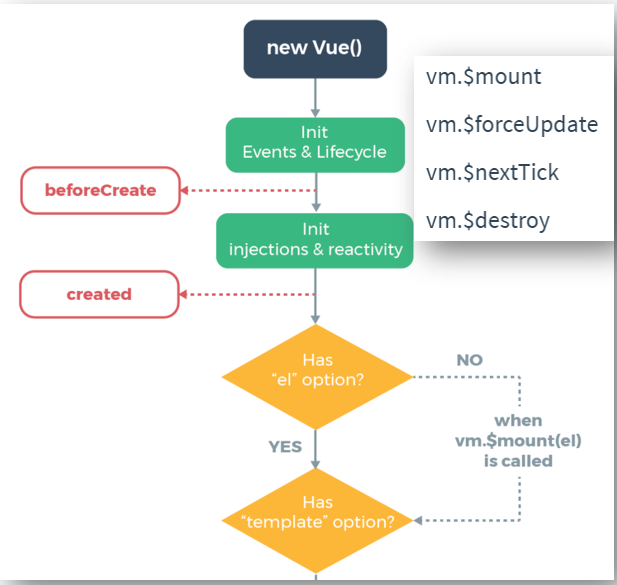 new Vue()
vm.$mount
vm.$forceUpdate
vm.$nextTick
vm.$destroy
Init
Events & Lifecycle
beforeCreate
Init
injections & reactivity
created
Has
“el” option?
NO
when
vm.$mount(el)
is called
YES
Has
“template” option?